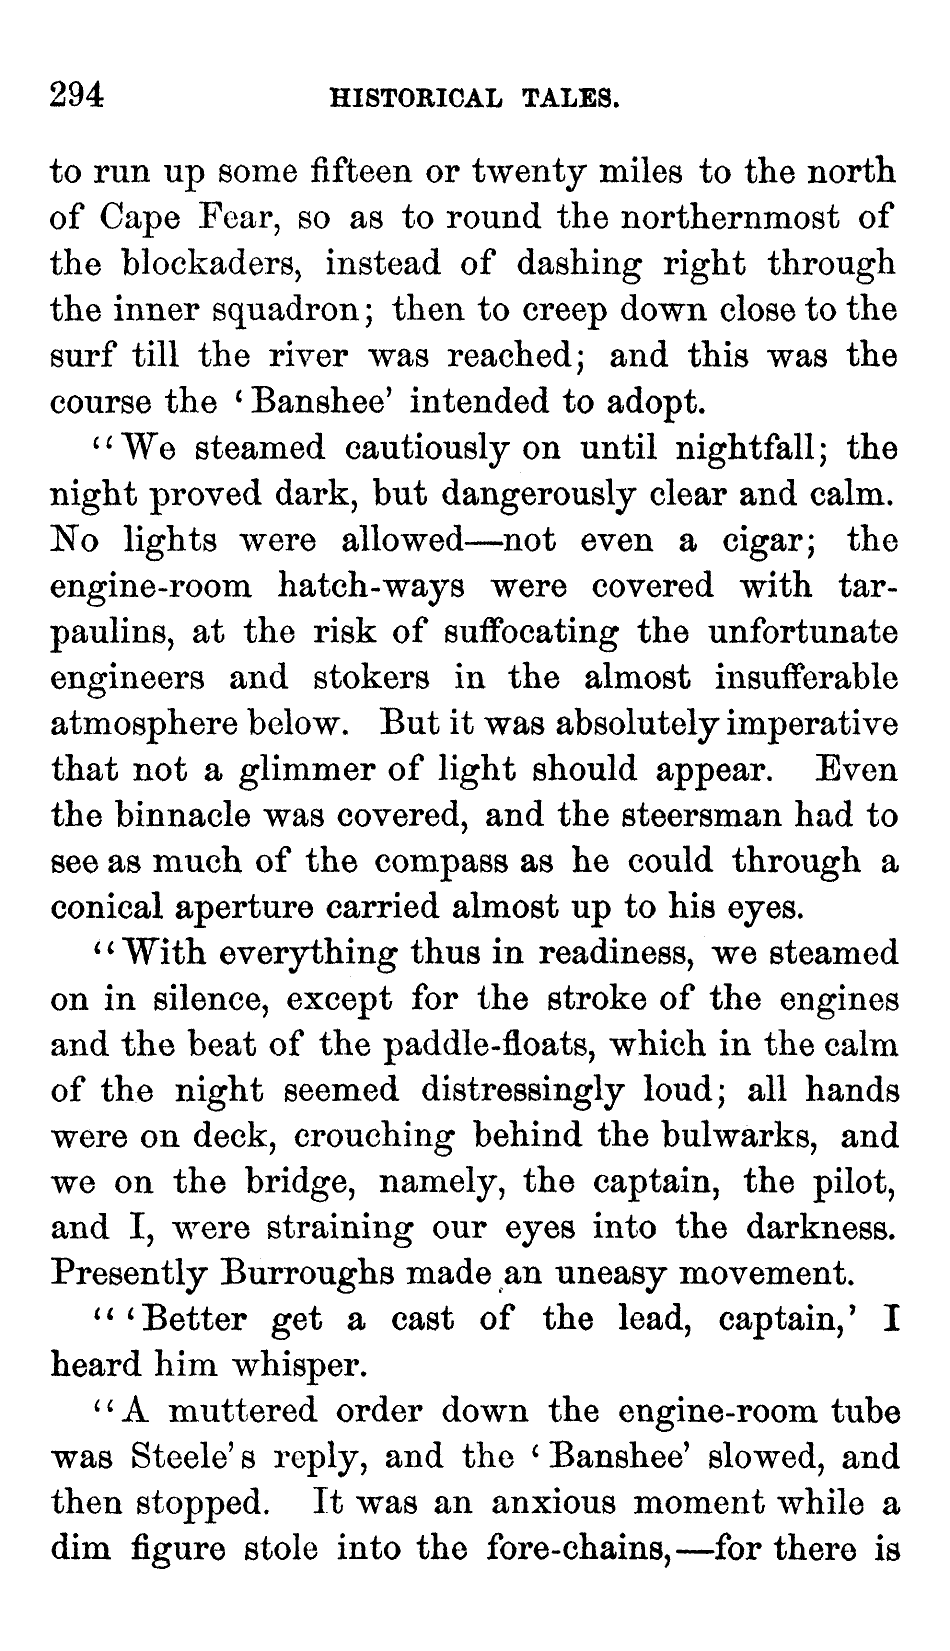 294 HISTORICAL TALES.
to run up some fifteen or twenty miles to the north
of Cape Fear, so as to round the northernmost of
the blockaders, instead of dashing right through
the inner squadron; then to creep down close to the
surf till the river was reached; and this was the
course the ‘Banshee’ intended to adopt.
“We steamed cautiously on until nightfall; the
night proved dark, but dangerously clear and calm.
No lights were allowed—not even a cigar; the
engine-room hatch-ways were covered with tar-
paulins, at the risk of suffocating the unfortunate
engineers and stokers in the almost insufferable
atmosphere below. But it was absolutely imperative
that not a glimmer of light should appear. Even
the binnacle was covered, and the steersman had to
see as much of the compass as he could through a
conical aperture carried almost up to his eyes.
“With everything thus in readiness, we steamed
on in silence, except for the stroke of the engines
and the beat of the paddle-floats, which in the calm
of the night seemed distressingly loud; all hands
were on deck, crouching behind the bulwarks, and
we on the bridge, namely, the captain, the pilot,
and I, were straining our eyes into the darkness.
Presently Burroughs made an uneasy movement.
“‘Better get a cast of the lead, captain,’ I
heard him whisper.
“A muttered order down the engine-room tube
was Steele’s reply, and the ‘Banshee’ slowed, and
then stopped. It was an anxious moment while a
dim figure stole into the fore-chains,—for there is